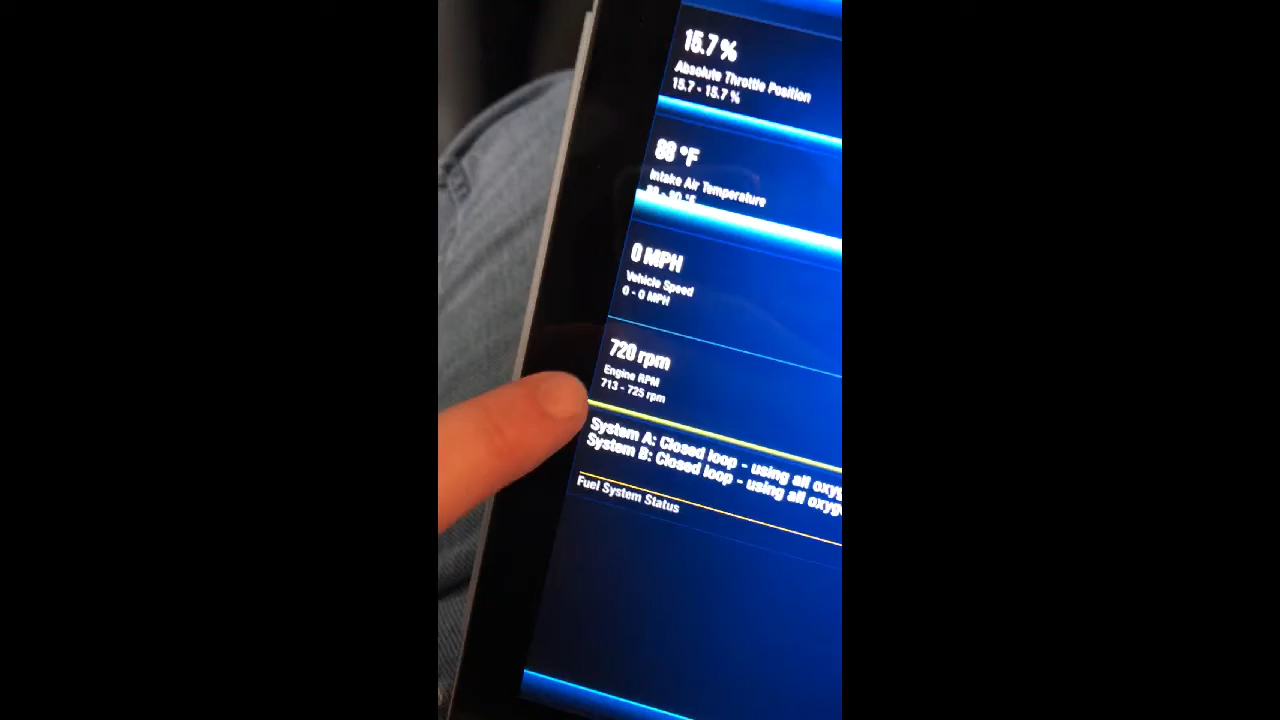 15.7 %
Absolute Throttle Position
15.7 - 15.7 %
88 °F
Intake Air Temperature
0 MPH
Vehicle Speed
0 - 0 MPH
720 rpm
Engine RPM
713 - 725 rpm
System A: Closed loop - using all
System B: Closed loop - using all
Fuel System Status